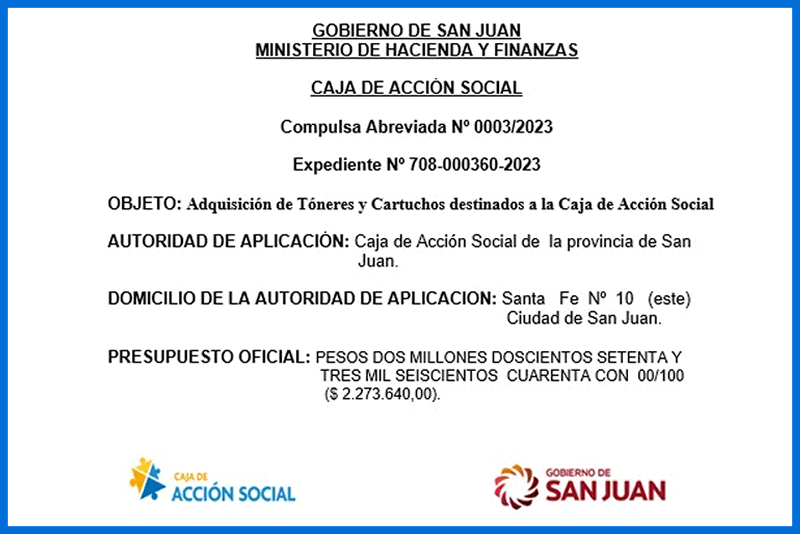 GOBIERNO DE SAN JUAN
MINISTERIO DE HACIENDA Y FINANZAS
CAJA DE ACCIÓN SOCIAL
Compulsa Abreviada Nº 0003/2023
Expediente Nº 708-000360-2023
OBJETO: Adquisición de Tóneres y Cartuchos destinados a la Caja de Acción Social
AUTORIDAD DE APLICACIÓN: Caja de Acción Social de la provincia de San
Juan.
DOMICILIO DE LA AUTORIDAD DE APLICACION: Santa Fe Nº 10 (este)
Ciudad de San Juan.
PRESUPUESTO OFICIAL: PESOS DOS MILLONES DOSCIENTOS SETENTA Y
TRES MIL SEISCIENTOS CUARENTA CON 00/100
($ 2.273.640,00).
CAJA DE
ACCIÓN SOCIAL
GOBIERNO DE
SAN JUAN